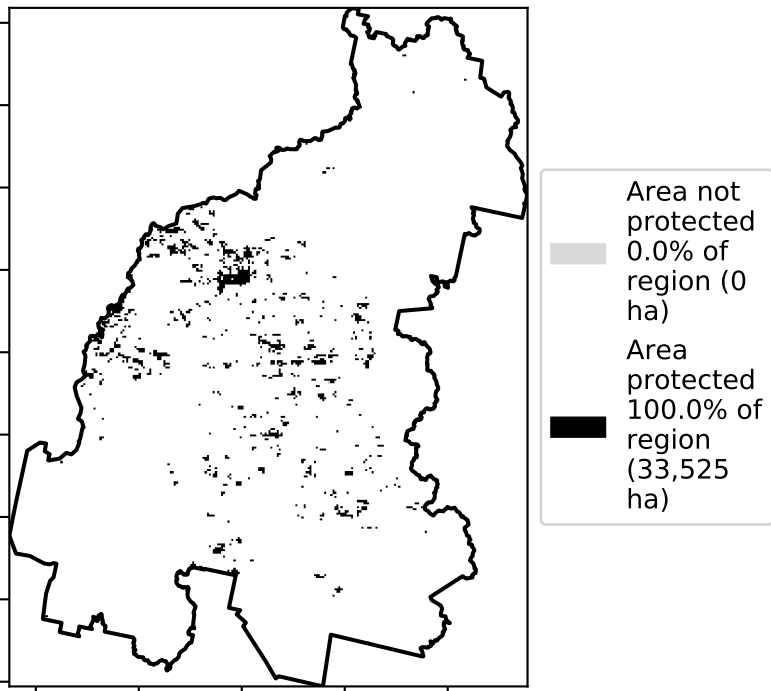 Area not
protected
0.0% of
region (0
ha)
Area
protected
100.0% of
region
(33,525
ha)